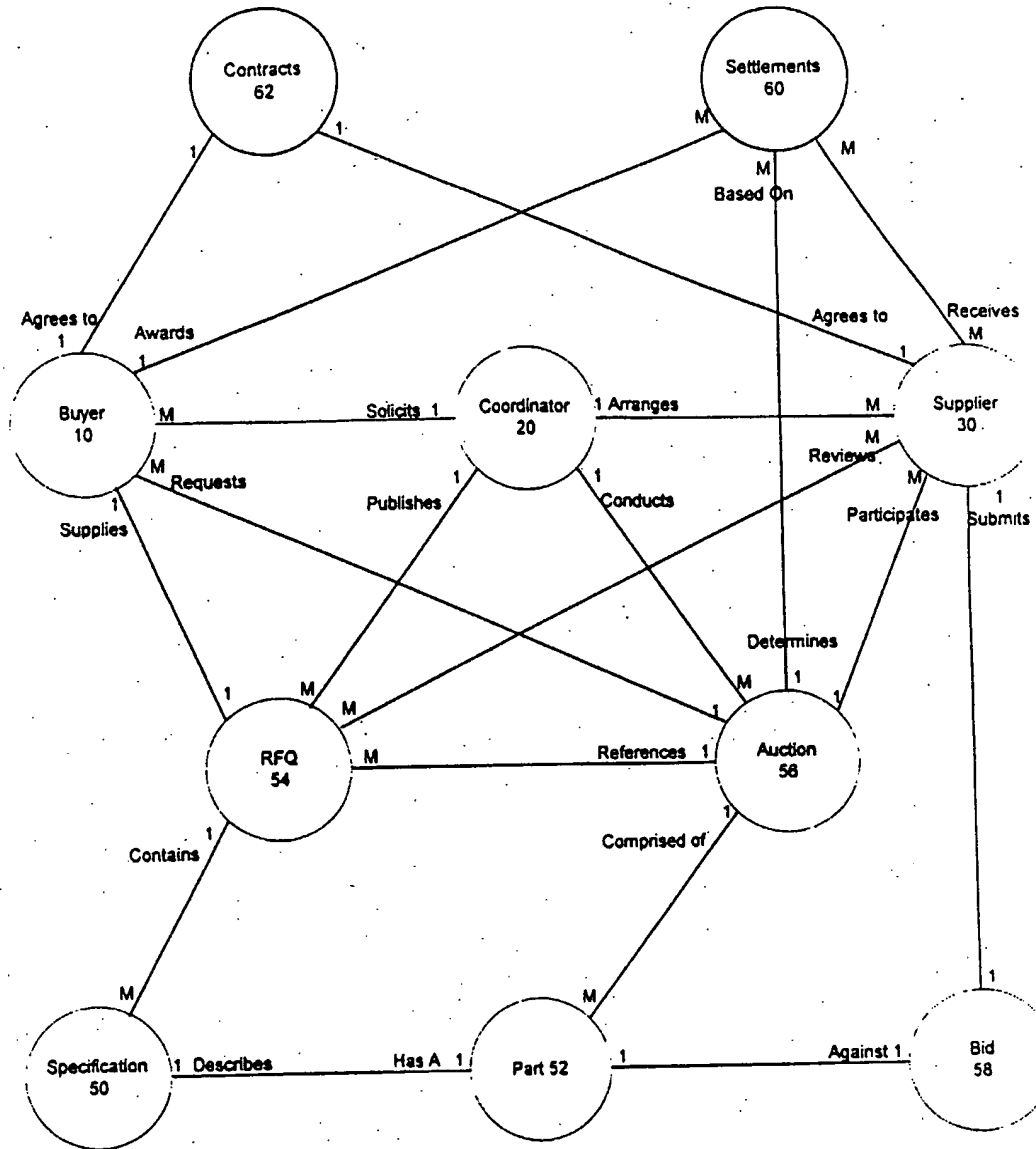 Contracts
62
Settlements
60
1
1
M
M
M
Based On
Agrees to
1
Awards
1
Agrees to
1
Receives
M
Buyer
10
M
Solicits 1
Coordinator
20
1 Arranges
M
Supplier
30
M
Requests
1
Supplies
Publishes
1
1
Conducts
M
Reviews
M
Participates
1
Submits
1
M
M
Determines
M
1
1
1
RFQ
54
M
References 1
Auction
56
1
Contains
Comprised of
1
M
M
1
Specification
50
1 Describes
Has A 1
Part 52
1
Against 1
Bid
58